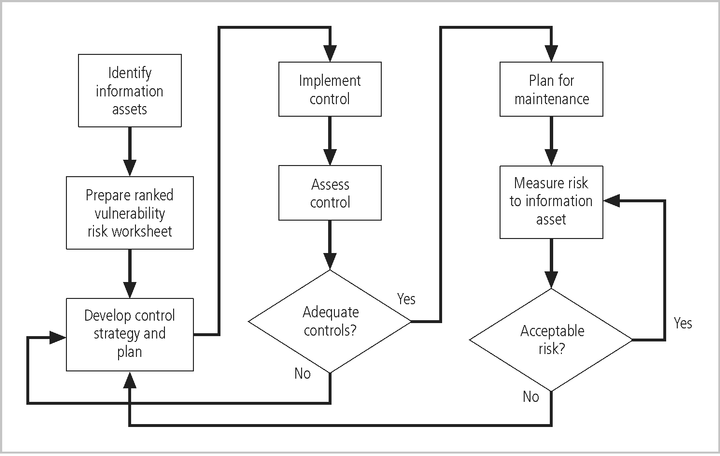 Identify
information
assets
Prepare ranked
vulnerability
risk worksheet
Develop control
strategy and
plan
Implement
control
Assess
control
Adequate
controls?
Yes
No
Plan for
maintenance
Measure risk
to information
asset
Acceptable
risk?
Yes
No